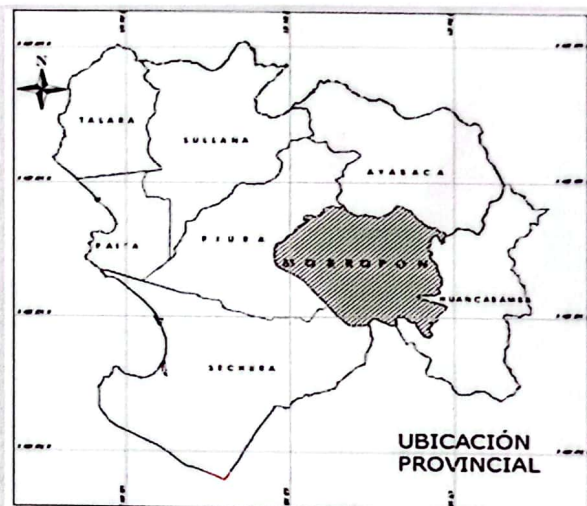 N
TALARA
SULLANA
AYABACA
PAITA
PIURA
MORROPON
HUANCABAMBA
SECHURA
UBICACIÓN
PROVINCIAL